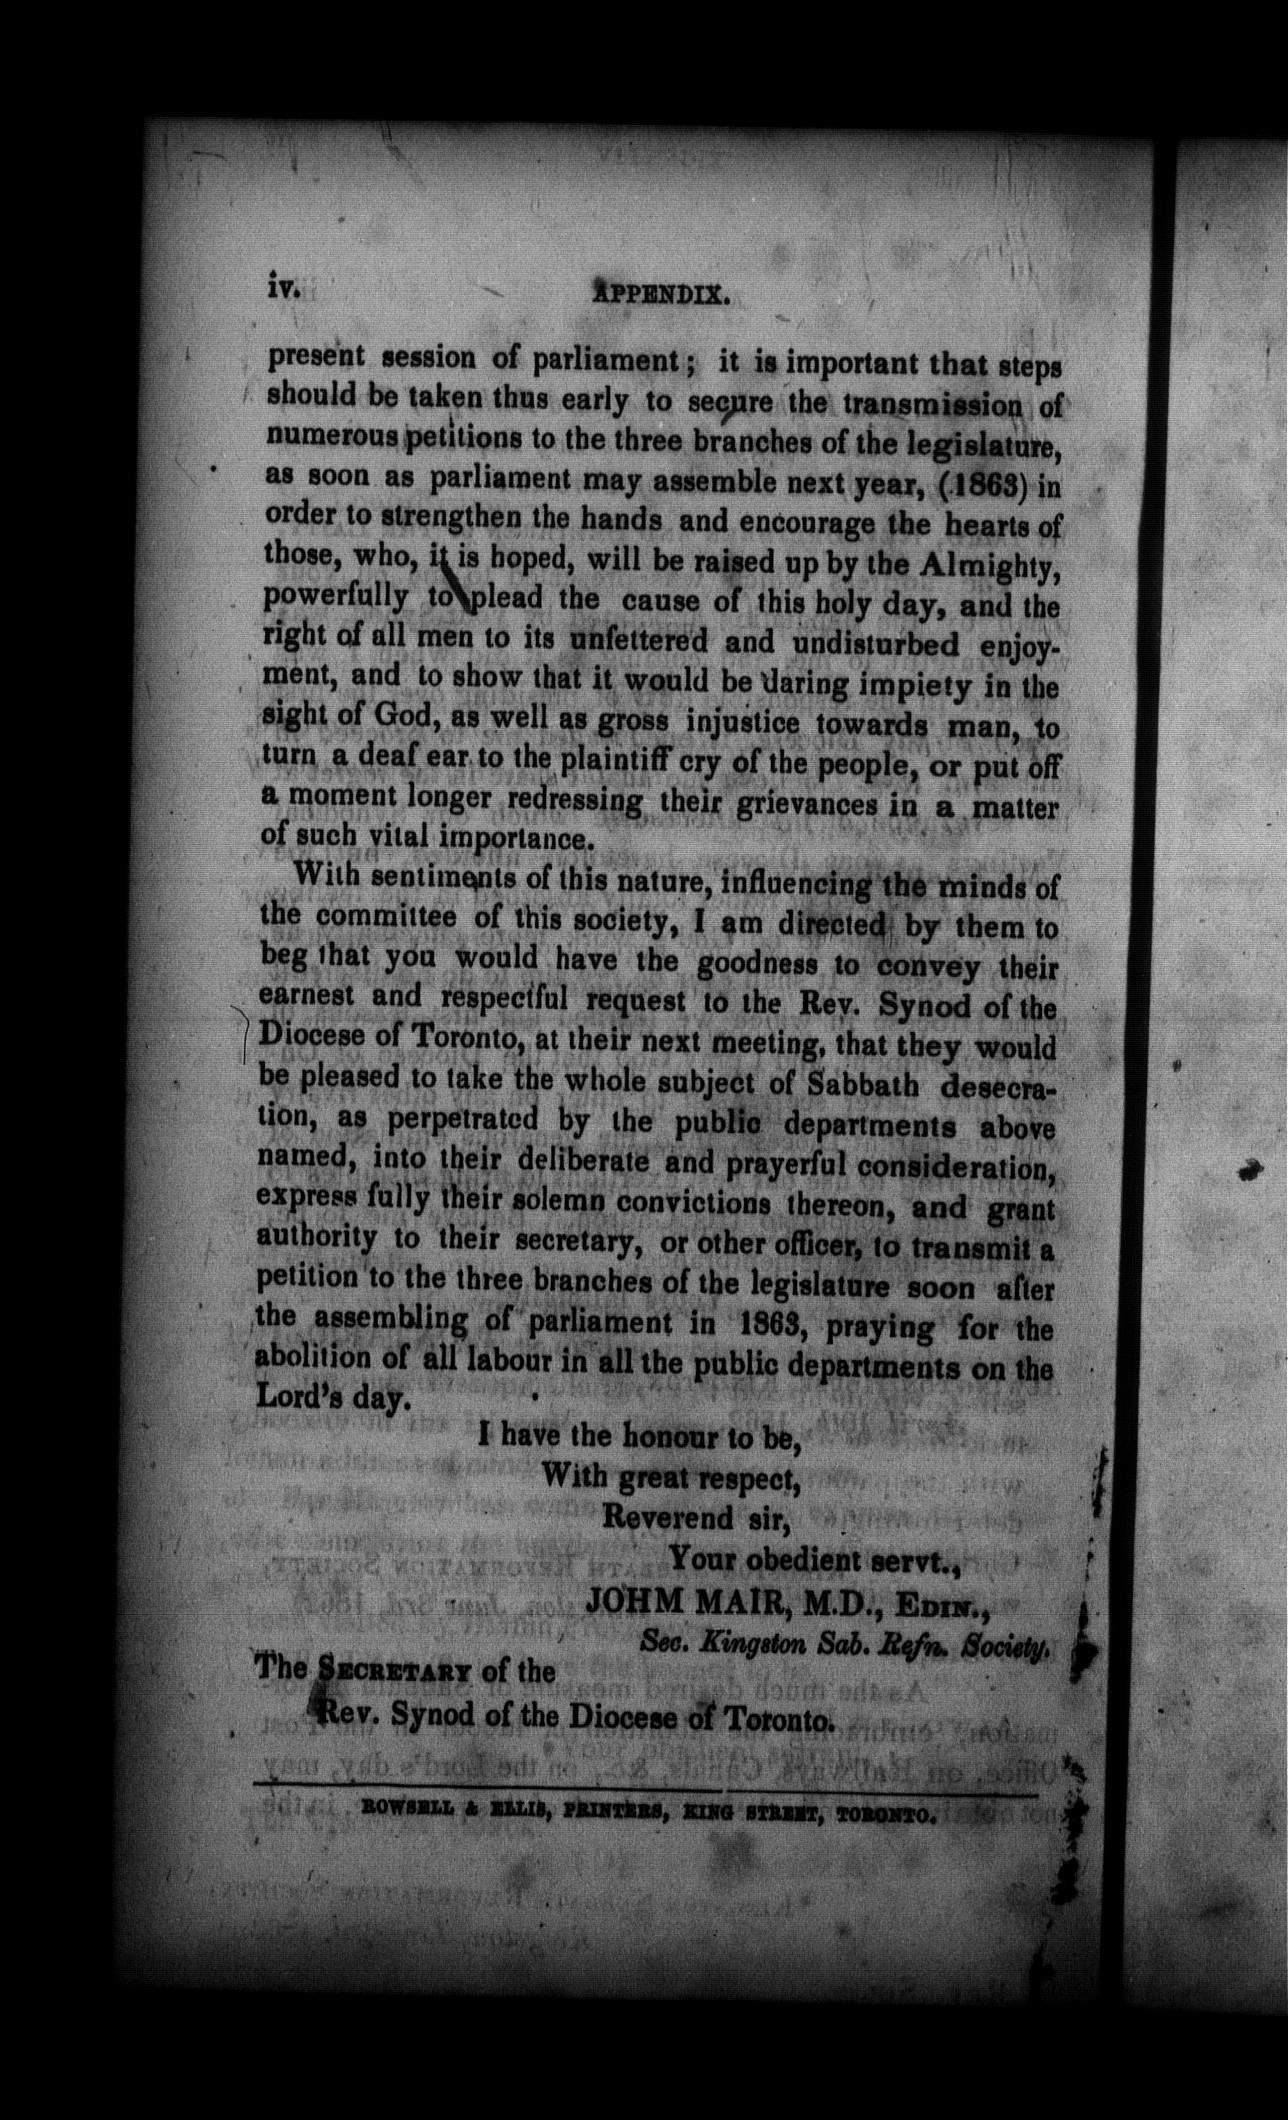 iv.
APPENDIX.
present session of parliament; it is important that steps
should be taken thus early to secure the transmission of
numerous petitions to the three branches of the legislature,
as soon as parliament may assemble next year, (1863) in
order to strengthen the hands and encourage the hearts of
those, who, it is hoped, will be raised up by the Almighty,
powerfully to plead the cause of this holy day, and the
right of all men to its unfettered and undisturbed enjoy-
ment, and to show that it would be daring impiety in the
sight of God, as well as gross injustice towards man, to
turn a deaf ear to the plaintiff cry of the people, or put off
a moment longer redressing their grievances in a matter
of such vital importance.
With sentiments of this nature, influencing the minds of
the committee of this society, I am directed by them to
beg that you would have the goodness to convey their
earnest and respectful request to the Rev. Synod of the
Diocese of Toronto, at their next meeting, that they would
be pleased to take the whole subject of Sabbath desecra-
tion, as perpetrated by the public departments above
named, into their deliberate and prayerful consideration,
express fully their solemn convictions thereon, and grant
authority to their secretary, or other officer, to transmit a
petition to the three branches of the legislature soon after
the assembling of parliament in 1863, praying for the
abolition of all labour in all the public departments on the
Lord's day.
I have the honour to be,
With great respect,
Reverend sir,
Your obedient servt.,
JOHM MAIR, M.D., EDIN.,
Sec. Kingston Sab. Refn. Society.
The SECRETARY of the
Rev. Synod of the Diocese of Toronto.
ROWSELL & ELLIS, PRINTERS, KING STREET, TORONTO.